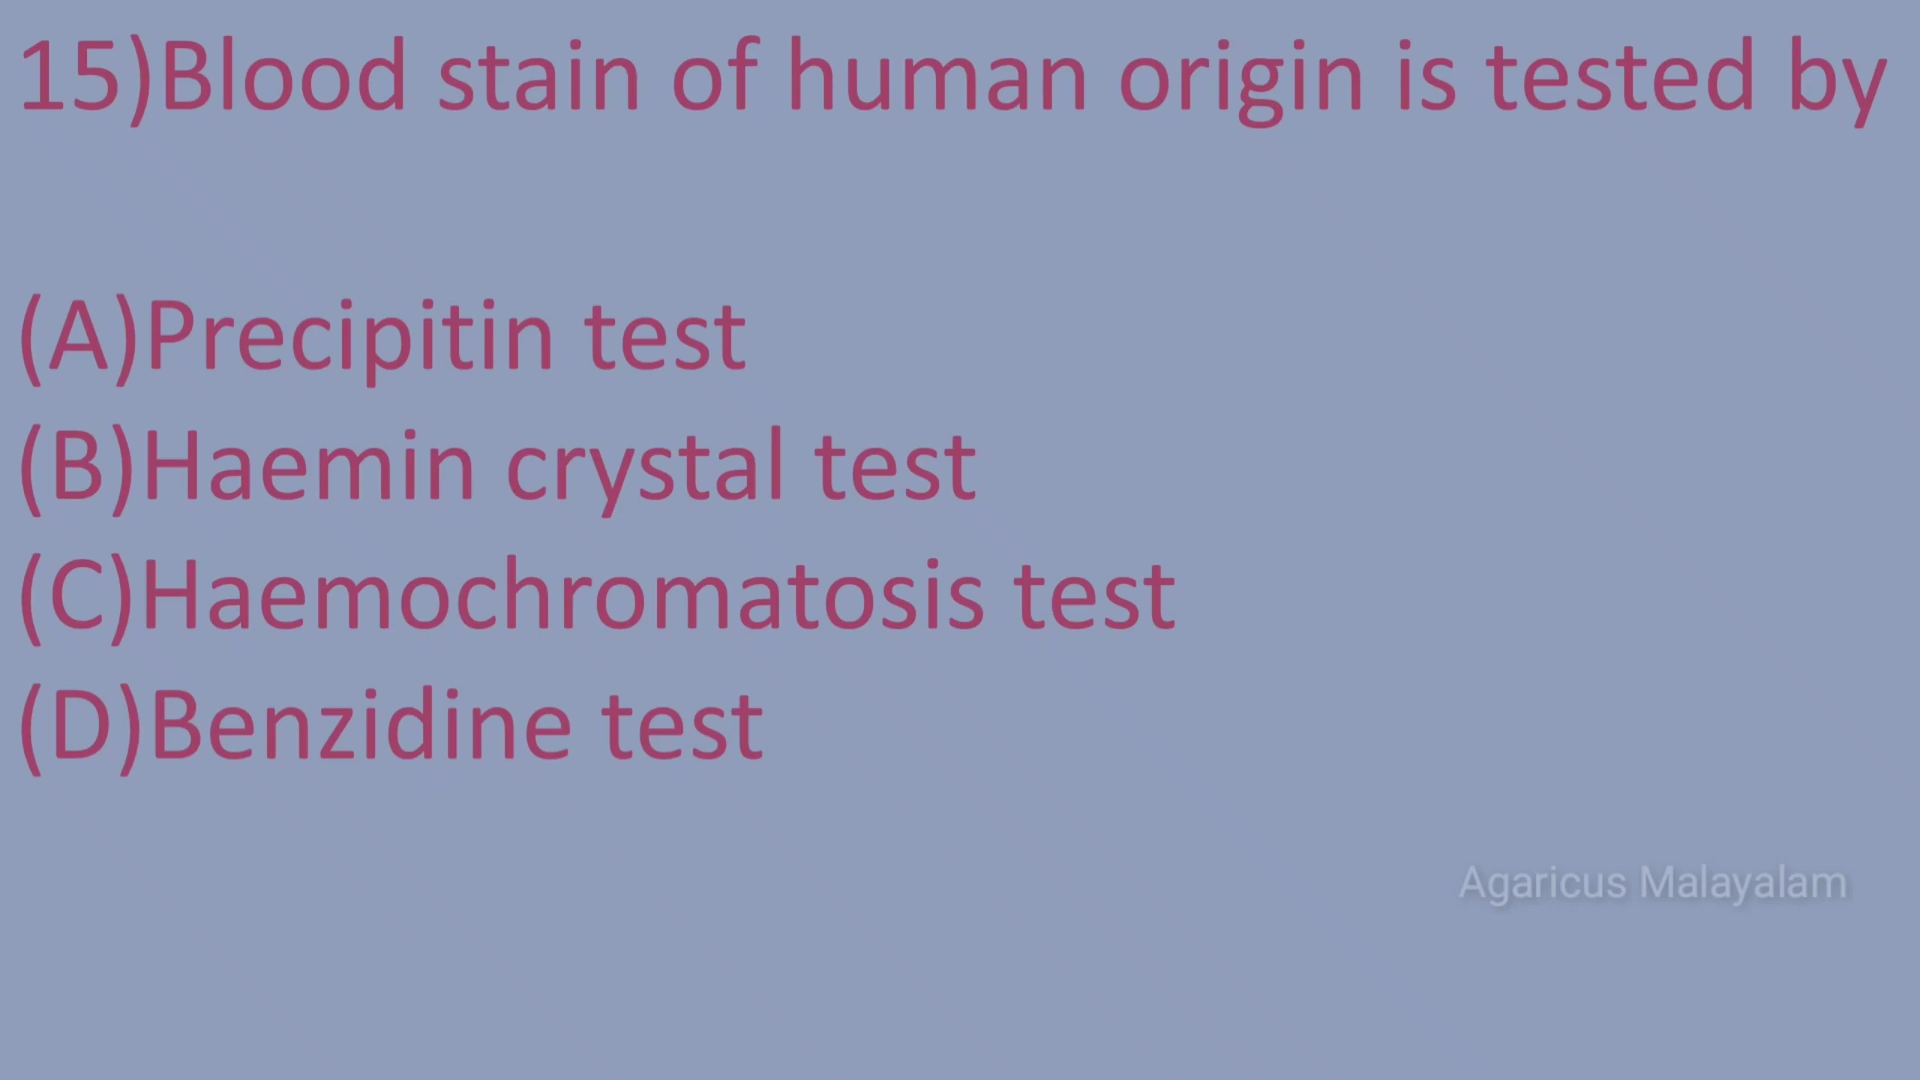 15)Blood stain of human origin is tested by
(A)Precipitin test
(B)Haemin crystal test
(C)Haemochromatosis test
(D)Benzidine test
Agaricus Malayalam